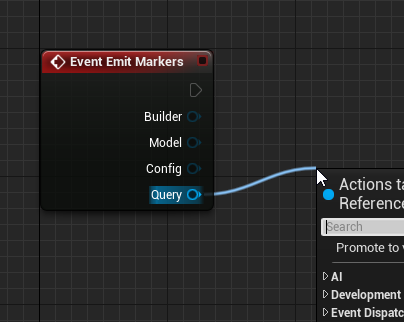 Event Emit Markers
Builder
Model
Config
Query
Actions ta
Reference
Search
Promote to v
AI
Development
Event Dispatc